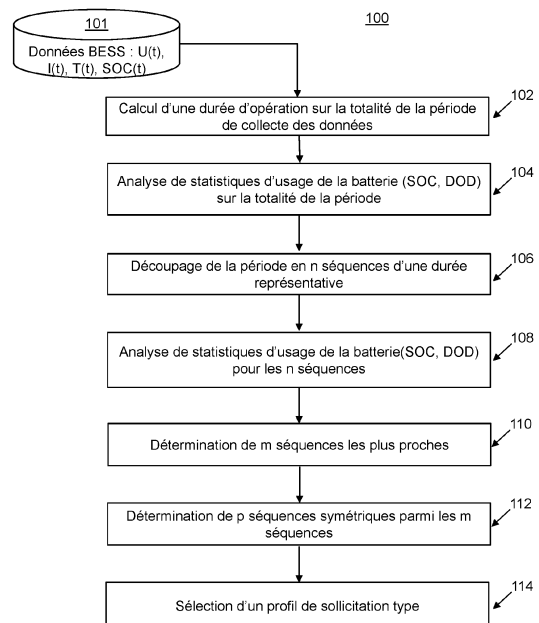 100
101
Données BESS : U(t),
I(t), T(t), SOC(t)
102
Calcul d'une durée d'opération sur la totalité de la période
de collecte des données
104
Analyse de statistiques d'usage de la batterie (SOC, DOD)
sur la totalité de la période
106
Découpage de la période en n séquences d'une durée
représentative
108
Analyse de statistiques d'usage de la batterie(SOC, DOD)
pour les n séquences
110
Détermination de m séquences les plus proches
112
Détermination de p séquences symétriques parmi les m
séquences
114
Sélection d'un profil de sollicitation type